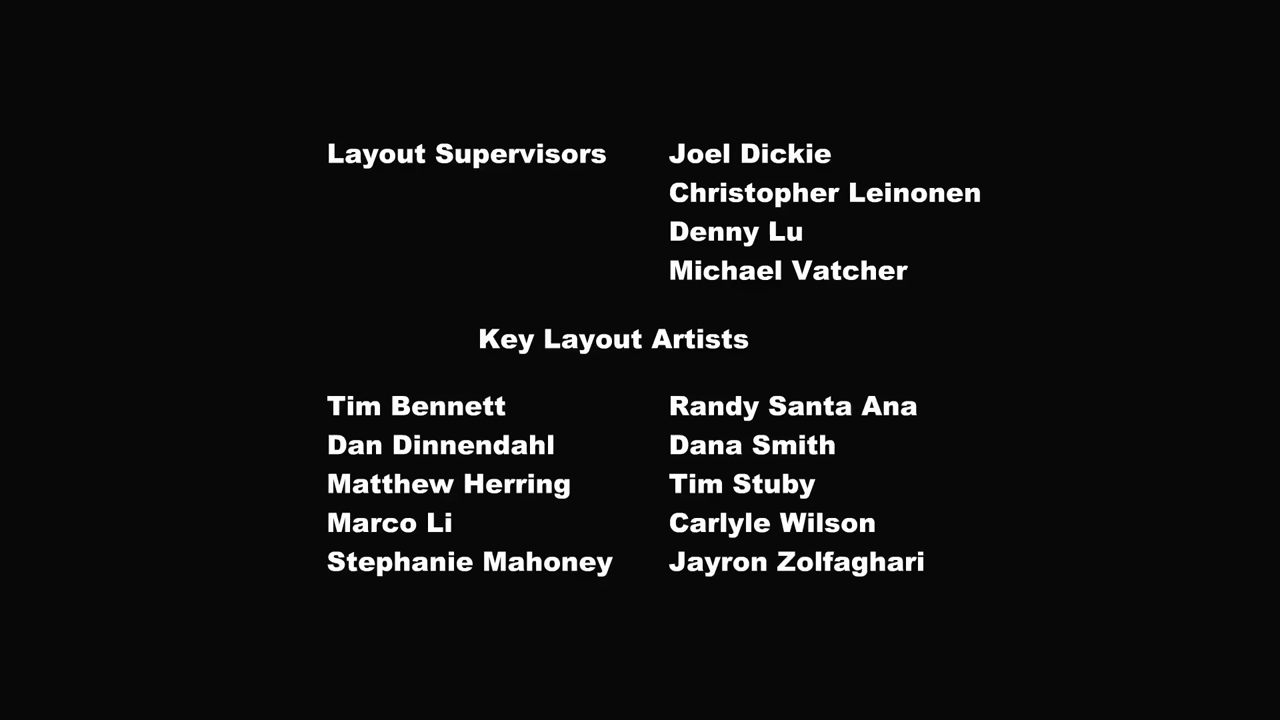 Layout Supervisors Joel Dickie
Christopher Leinonen
Denny Lu
Michael Vatcher
Key Layout Artists
Tim Bennett Randy Santa Ana
Dan Dinnendahl Dana Smith
Matthew Herring Tim Stuby
Marco Li Carlyle Wilson
Stephanie Mahoney Jayron Zolfaghari